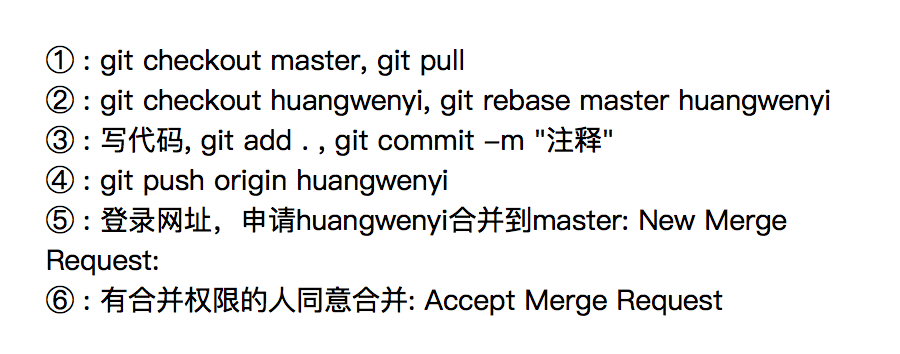 ① : git checkout master, git pull
② : git checkout huangwenyi, git rebase master huangwenyi
③ : 写代码, git add . , git commit –m "注释"
④ : git push origin huangwenyi
⑤ : 登录网址，申请huangwenyi合并到master: New Merge
Request:
⑥ : 有合并权限的人同意合并: Accept Merge Request